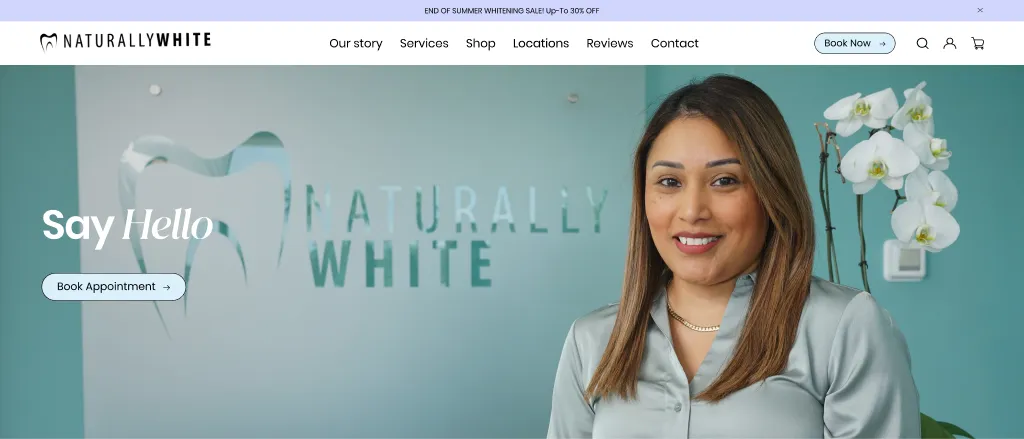 END OF SUMMER WHITENING SALE! Up-To 30% OFF
NATURALLYWHITE
Our story
Services
Shop
Locations
Reviews
Contact
Book Now
NATURALLY
WHITE
Say Hello
Book Appointment